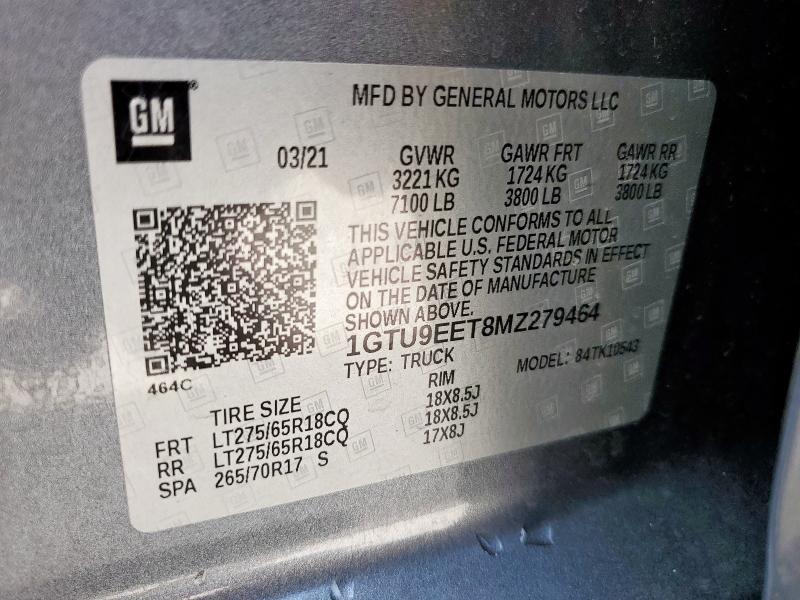 GM
MFD BY GENERAL MOTORS LLC
03/21 GVWR GAWR FRT GAWR RR
3221 KG 1724 KG 1724 KG
7100 LB 3800 LB 3800 LB
THIS VEHICLE CONFORMS TO ALL
APPLICABLE U.S. FEDERAL MOTOR
VEHICLE SAFETY STANDARDS IN EFFECT
ON THE DATE OF MANUFACTURE
SHOWN ABOVE.
1GTU9EET8MZ279464
TYPE: TRUCK MODEL: 84TK10543
464C
TIRE SIZE RIM
FRT LT275/65R18CQ 18X8.5J
RR LT275/65R18CQ 18X8.5J
SPA 265/70R17 S 17X8J